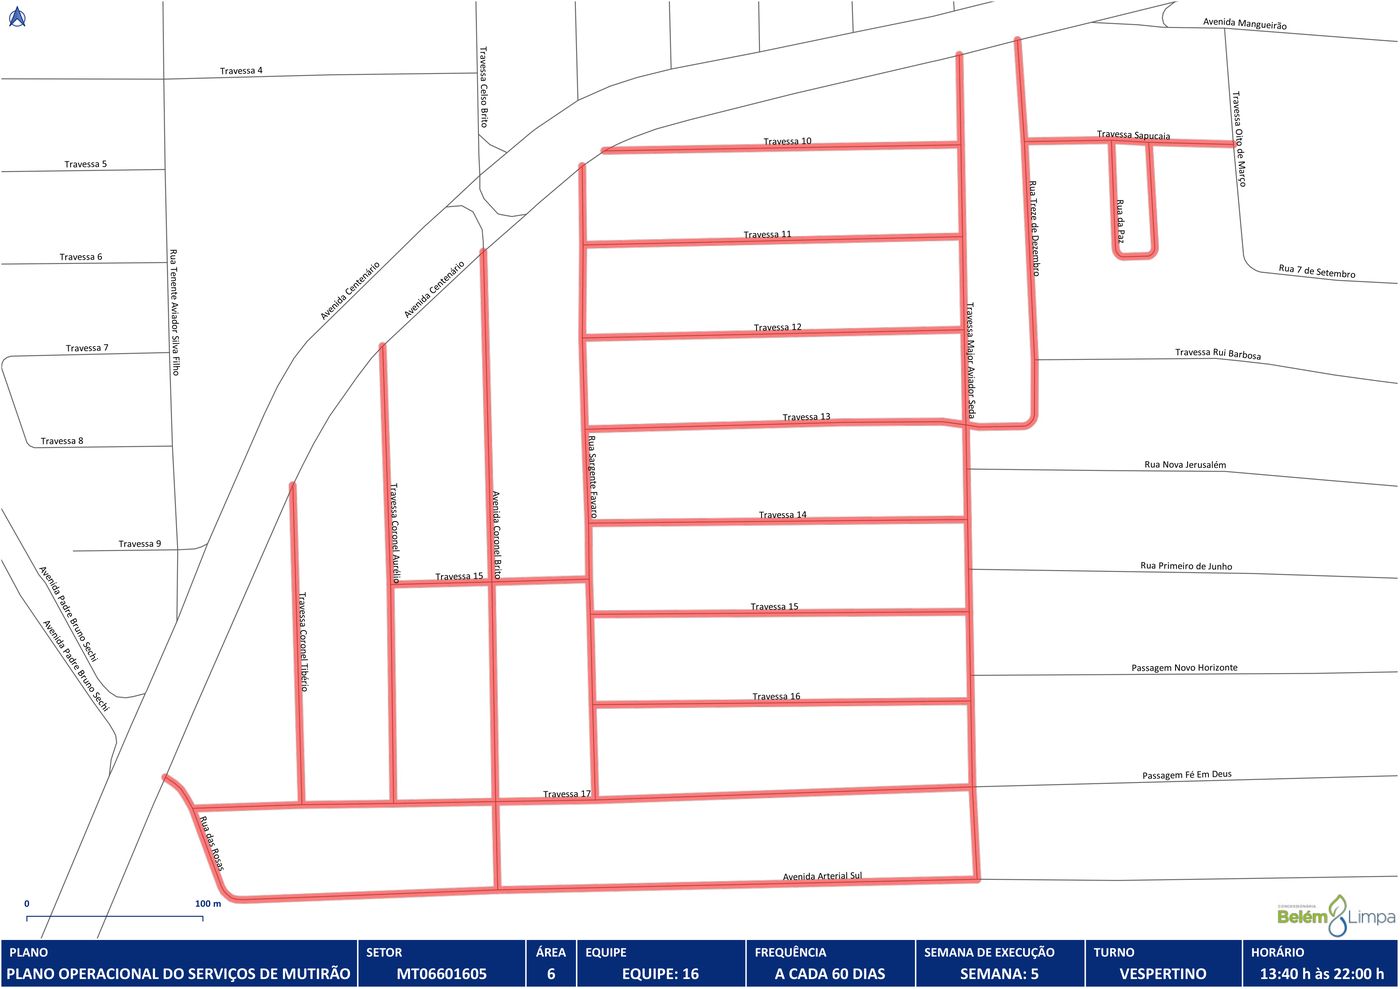 Avenida Mangueirão
Travessa 4
Travessa Celso Brito
Travessa Oito de Março
Travessa 10
Travessa Sapucaia
Travessa 5
Rua Treze de Dezembro
Rua da Paz
Travessa 11
Rua Tenente Aviador Silva Filho
Travessa 6
Avenida Centenário
Avenida Centenário
Rua 7 de Setembro
Travessa 12
Travessa Major Aviador Seda
Travessa 7
Travessa Rui Barbosa
Travessa 13
Travessa 8
Rua Sargento Favaro
Rua Nova Jerusalém
Travessa Coronel Aurélio
Avenida Coronel Brito
Travessa 14
Travessa 9
Avenida Padre Bruno Sechi
Travessa 15
Rua Primeiro de Junho
Travessa Coronel Tibério
Travessa 15
Avenida Padre Bruno Sechi
Passagem Novo Horizonte
Travessa 16
Passagem Fé Em Deus
Travessa 17
Rua das Rosas
Avenida Arterial Sul
0 100 m
CONCESSIONÁRIA
Belém Limpa
PLANO
PLANO OPERACIONAL DO SERVIÇOS DE MUTIRÃO
SETOR
MT06601605
ÁREA
6
EQUIPE
EQUIPE: 16
FREQUÊNCIA
A CADA 60 DIAS
SEMANA DE EXECUÇÃO
SEMANA: 5
TURNO
VESPERTINO
HORÁRIO
13:40 h às 22:00 h